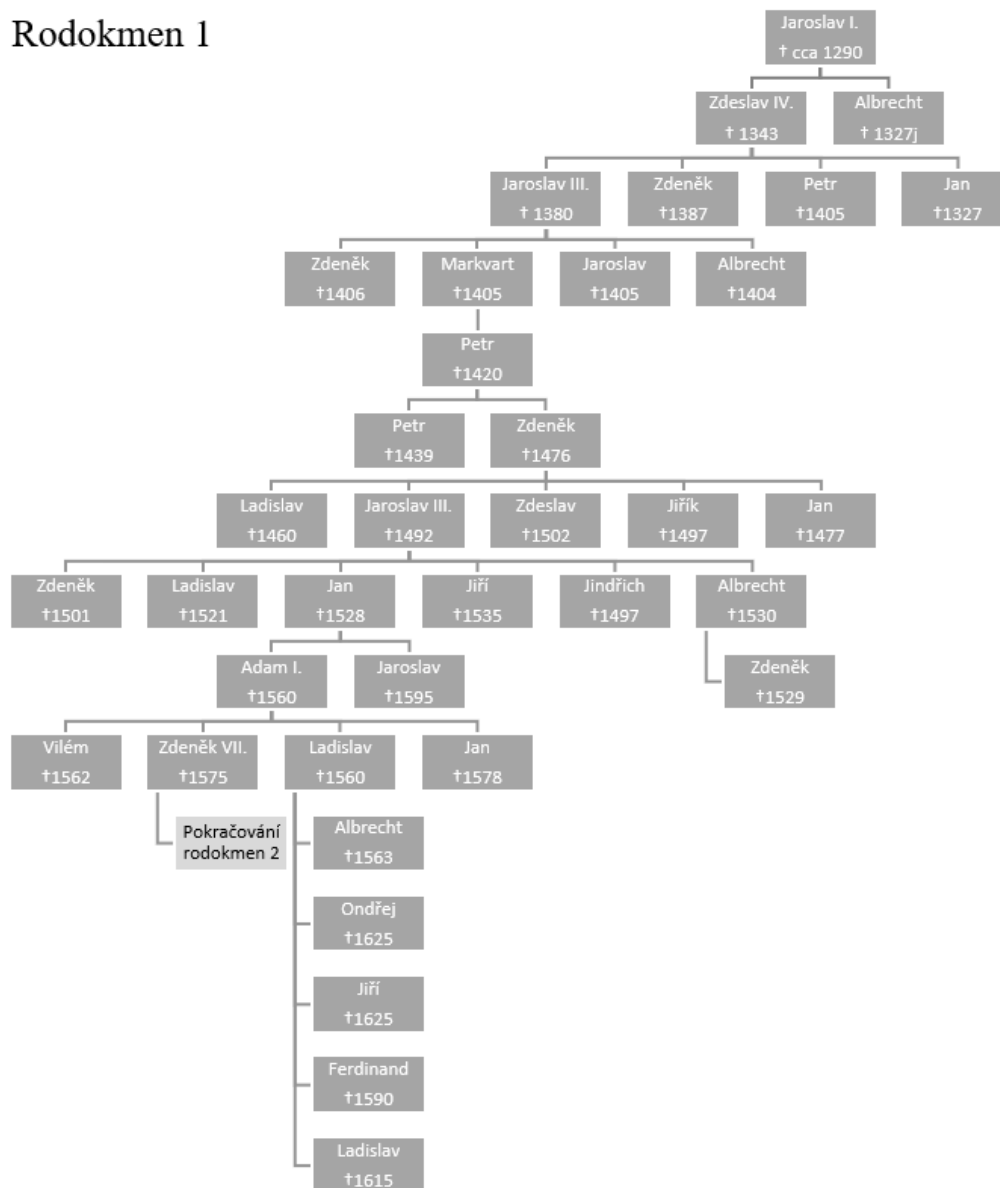 Rodokmen 1
Jaroslav I.
† cca 1290
Zdeslav IV.
† 1343
Albrecht
† 1327j
Jaroslav III.
† 1380
Zdeněk
†1387
Petr
†1405
Jan
†1327
Zdeněk
†1406
Markvart
†1405
Jaroslav
†1405
Albrecht
†1404
Petr
†1420
Petr
†1439
Zdeněk
†1476
Ladislav
†1460
Jaroslav III.
†1492
Zdeslav
†1502
Jiřík
†1497
Jan
†1477
Zdeněk
†1501
Ladislav
†1521
Jan
†1528
Jiří
†1535
Jindřich
†1497
Albrecht
†1530
Adam I.
†1560
Jaroslav
†1595
Zdeněk
†1529
Vilém
†1562
Zdeněk VII.
†1575
Ladislav
†1560
Jan
†1578
Pokračování
rodokmen 2
Albrecht
†1563
Ondřej
†1625
Jiří
†1625
Ferdinand
†1590
Ladislav
†1615